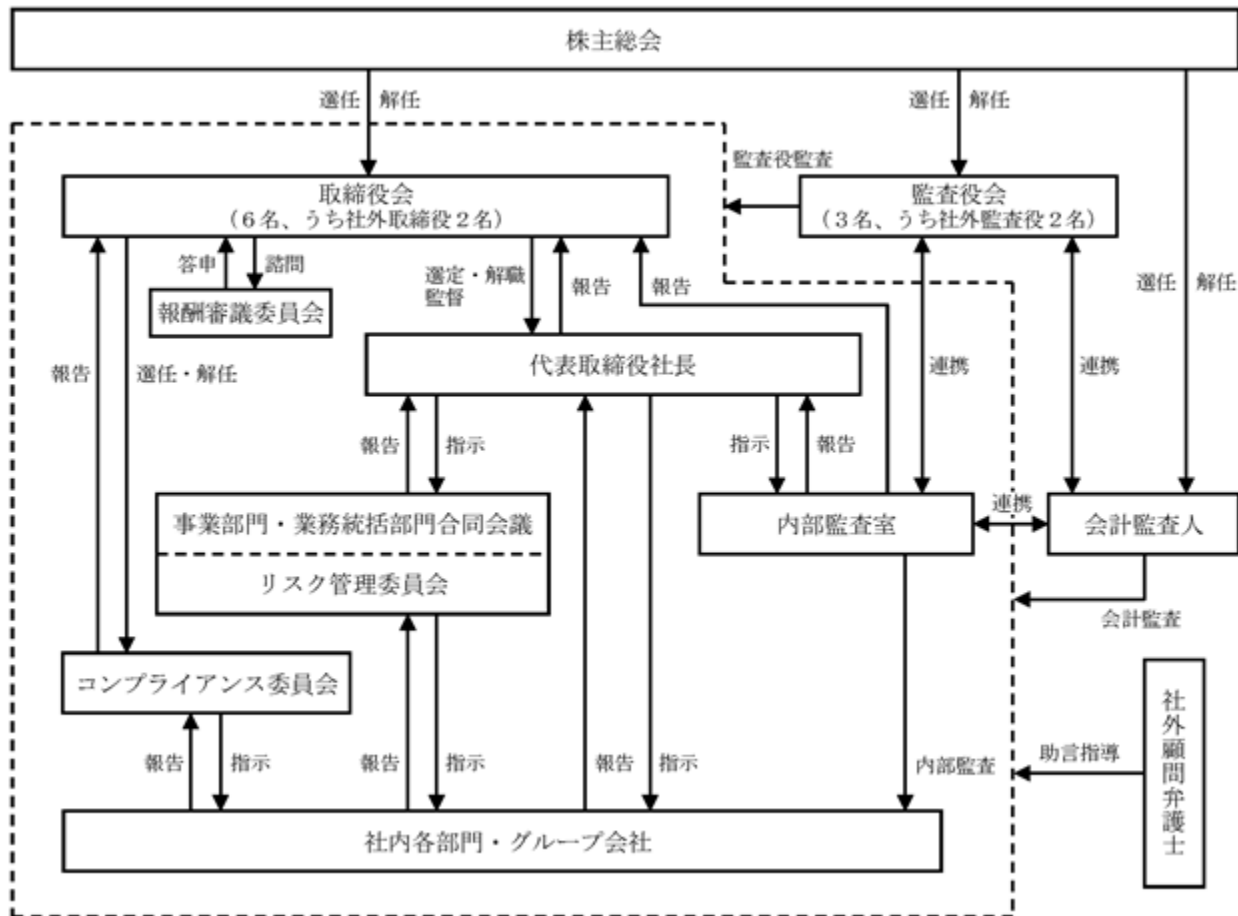 株主総会
選任 解任
選任 解任
監査役監査
取締役会
（６名、うち社外取締役２名）
監査役会
（３名、うち社外監査役２名）
答申 諮問
選定・解職
監督
報告
報告
選任 解任
報酬審議委員会
代表取締役社長
報告
選任・解任
連携
連携
報告
指示
指示
報告
事業部門・業務統括部門合同会議
リスク管理委員会
内部監査室
連携
会計監査人
会計監査
コンプライアンス委員会
社外顧問弁護士
報告
指示
報告
指示
報告
指示
内部監査
助言指導
社内各部門・グループ会社